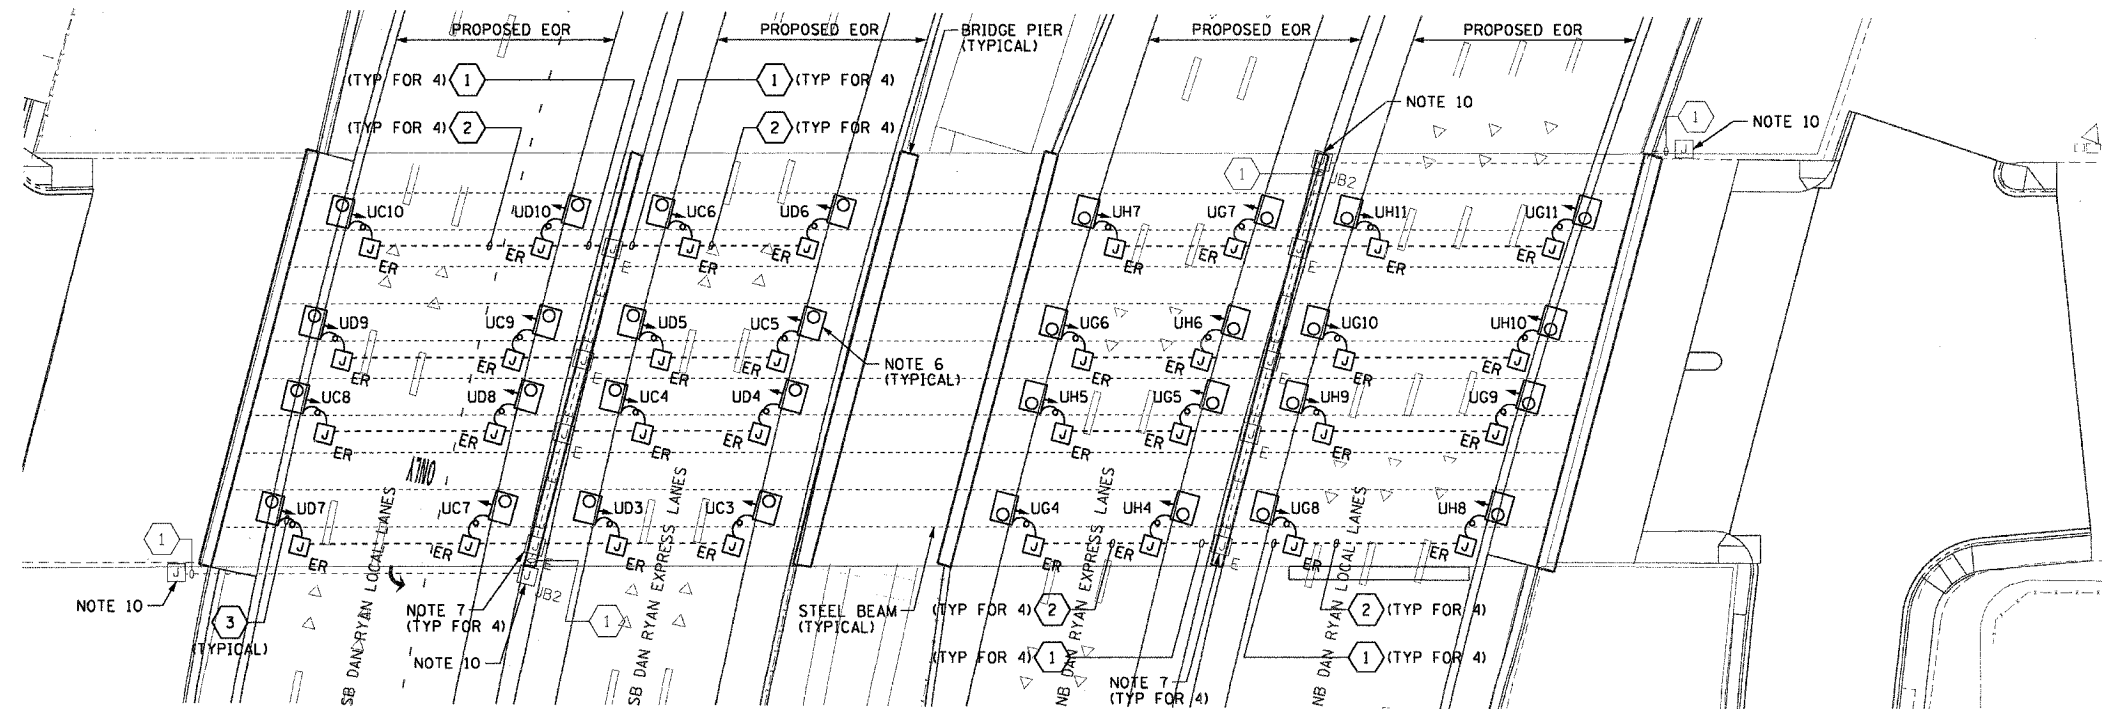 PROPOSED EOR
PROPOSED EOR
BRIDGE PIER
(TYPICAL)
PROPOSED EOR
PROPOSED EOR
(TYP FOR 4) 1
1 (TYP FOR 4)
NOTE 10
1
NOTE 10
J
(TYP FOR 4) 2
2 (TYP FOR 4)
1
JB2
UC10
UD10
UC6
UD6
UH7
UG7
UH11
UG11
J
J
J
J
J
J
J
J
J
J
ER
ER
E
ER
ER
ER
ER
E
ER
ER
UD9
UC9
UD5
UC5
UG6
UH6
UG10
UH10
J
J
J
J
J
J
J
J
J
J
ER
ER
E
ER
ER
ER
ER
E
ER
ER
NOTE 6
(TYPICAL)
UC8
UD8
UC4
UD4
UH5
UG5
UH9
UG9
J
J
J
J
J
J
J
J
J
J
ER
ER
E
ER
ER
ER
ER
E
ER
ER
ONLY
UD7
UC7
UD3
UC3
UG4
UH4
UG8
UH8
J
J
J
J
J
J
J
J
J
J
ER
ER
E
ER
ER
ER
ER
E
ER
ER
1
J
NOTE 10
J
JB2
1
3
(TYPICAL)
NOTE 7
(TYP FOR 4)
NOTE 10
STEEL BEAM
(TYPICAL)
(TYP FOR 4) 2
2 (TYP FOR 4)
(TYP FOR 4) 1
1 (TYP FOR 4)
NOTE 7
(TYP FOR 4)
SB DAN RYAN LOCAL LANES
SB DAN RYAN EXPRESS LANES
NB DAN RYAN EXPRESS LANES
NB DAN RYAN LOCAL LANES